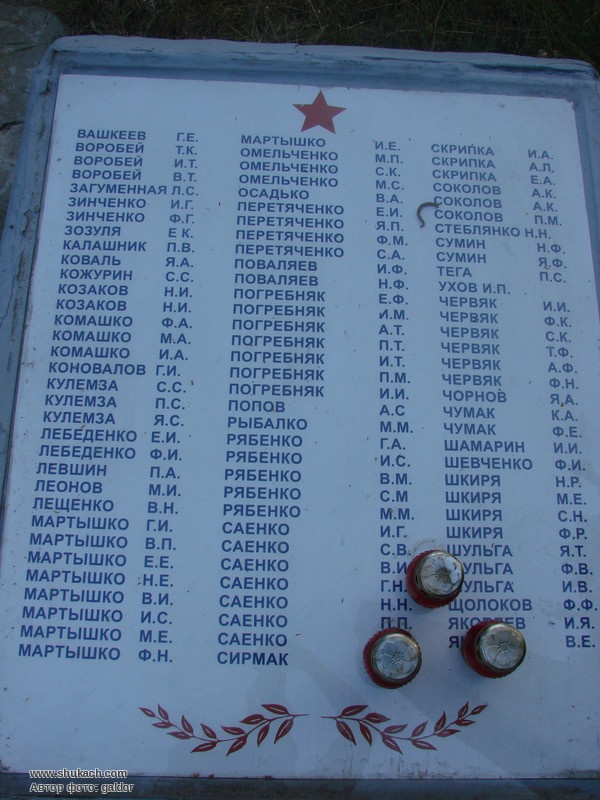 ВАШКЕЕВ Г.Е.
ВОРОБЕЙ Т.К.
ВОРОБЕЙ И.Т.
ВОРОБЕЙ В.Т.
ЗАГУМЕННАЯ Л.С.
ЗИНЧЕНКО И.Г.
ЗИНЧЕНКО Ф.Г.
ЗОЗУЛЯ Е К.
КАЛАШНИК П.В.
КОВАЛЬ Я.А.
КОЖУРИН С.С.
КОЗАКОВ Н.И.
КОЗАКОВ Н.И.
КОМАШКО Ф.А.
КОМАШКО М.А.
КОМАШКО И.А.
КОНОВАЛОВ Г.И.
КУЛЕМЗА С.С.
КУЛЕМЗА П.С.
КУЛЕМЗА Я.С.
ЛЕБЕДЕНКО Е.И.
ЛЕБЕДЕНКО Ф.И.
ЛЕВШИН П.А.
ЛЕОНОВ М.И.
ЛЕЩЕНКО В.Н.
МАРТЫШКО Г.И.
МАРТЫШКО В.П.
МАРТЫШКО Е.Е.
МАРТЫШКО Н.Е.
МАРТЫШКО В.И.
МАРТЫШКО И.С.
МАРТЫШКО М.Е.
МАРТЫШКО Ф.Н.
МАРТЫШКО И.Е.
ОМЕЛЬЧЕНКО М.П.
ОМЕЛЬЧЕНКО С.К.
ОМЕЛЬЧЕНКО М.С.
ОСАДЬКО В.А.
ПЕРЕТЯЧЕНКО Е.И.
ПЕРЕТЯЧЕНКО Я.П.
ПЕРЕТЯЧЕНКО Ф.М.
ПЕРЕТЯЧЕНКО С.А.
ПОВАЛЯЕВ И.Ф.
ПОВАЛЯЕВ Н.Ф.
ПОГРЕБНЯК Е.Ф.
ПОГРЕБНЯК И.М.
ПОГРЕБНЯК А.Т.
ПОГРЕБНЯК П.Т.
ПОГРЕБНЯК И.Т.
ПОГРЕБНЯК П.М.
ПОГРЕБНЯК И.И.
ПОПОВ А.С
РЫБАЛКО М.М.
РЯБЕНКО Г.А.
РЯБЕНКО И.С.
РЯБЕНКО В.М.
РЯБЕНКО С.М
РЯБЕНКО М.М.
САЕНКО И.Г.
САЕНКО С.В.
САЕНКО В.И
САЕНКО Г.Н.
САЕНКО Н.Н.
САЕНКО П.П.
САЕНКО
СИРМАК
СКРИПКА И.А.
СКРИПКА А.Л.
СКРИПКА Е.А.
СОКОЛОВ А.К.
СОКОЛОВ А.К.
СОКОЛОВ П.М.
СТЕБЛЯНКО Н.Н.
СУМИН Н.Ф.
СУМИН Я.Ф.
ТЕГА П.С.
УХОВ И.П.
ЧЕРВЯК И.И.
ЧЕРВЯК Ф.К.
ЧЕРВЯК С.К.
ЧЕРВЯК Т.Ф.
ЧЕРВЯК А.Ф.
ЧЕРВЯК Ф.Н.
ЧОРНОВ Я.А.
ЧУМАК К.А.
ЧУМАК Ф.Е.
ШАМАРИН И.И.
ШЕВЧЕНКО Ф.И.
ШКИРЯ Н.Р.
ШКИРЯ М.Е.
ШКИРЯ С.Н.
ШКИРЯ Ф.Р.
ШУЛЬГА Я.Т.
ШУЛЬГА Ф.В.
ШУЛЬГА И.В.
ЩОЛОКОВ Ф.Ф.
ЯКОВЛЕВ И.Я.
В.Е.
www.shukach.com
Автор фото: galdor